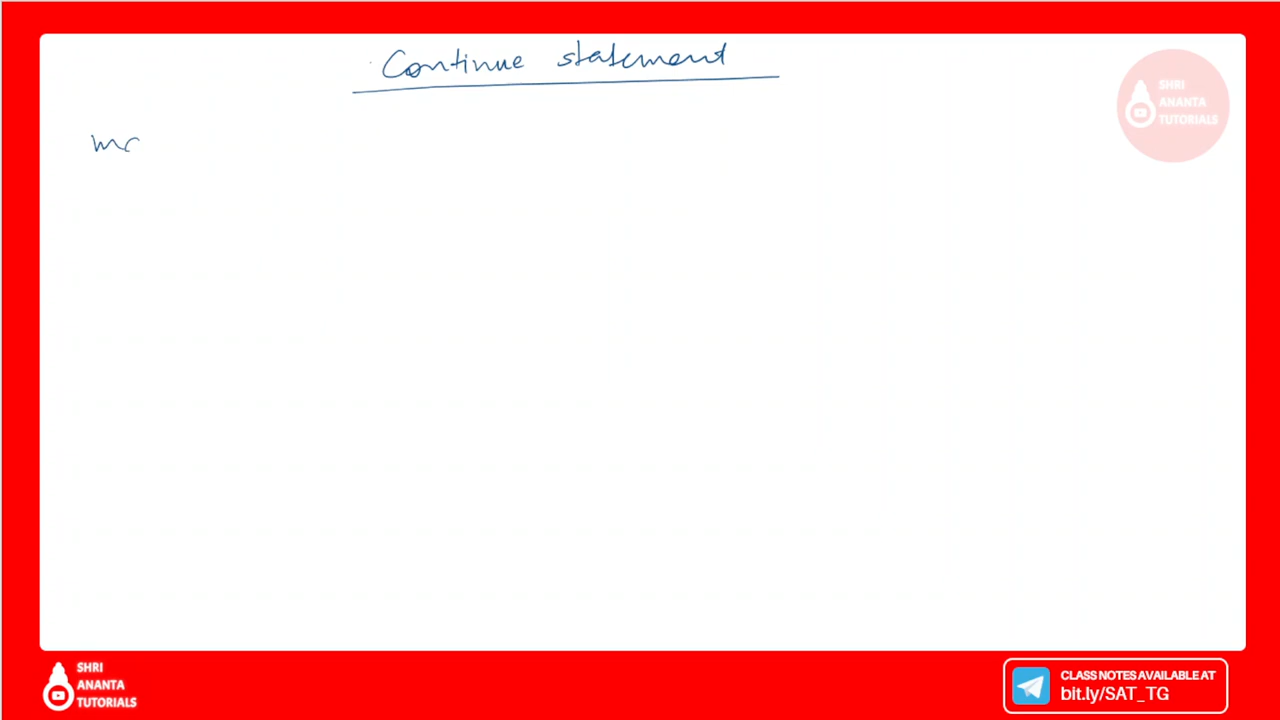 Continue statement
SHRI
ANANTA
TUTORIALS
SHRI
ANANTA
TUTORIALS
CLASS NOTES AVAILABLE AT
bit.ly/SAT_TG